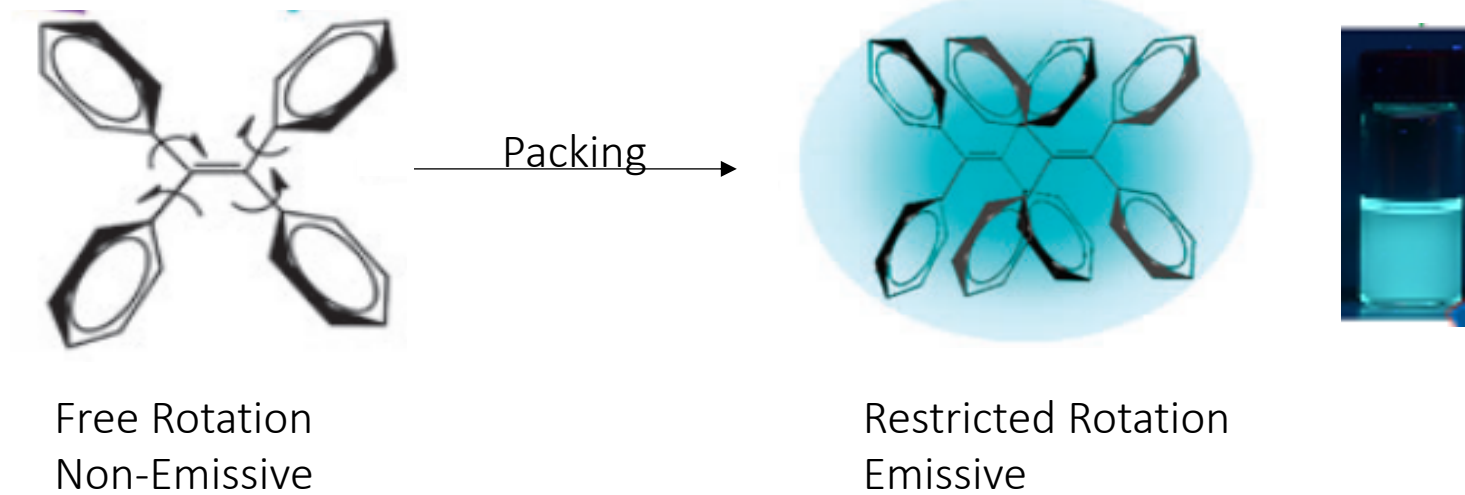 Packing
Free Rotation
Non-Emissive
Restricted Rotation
Emissive